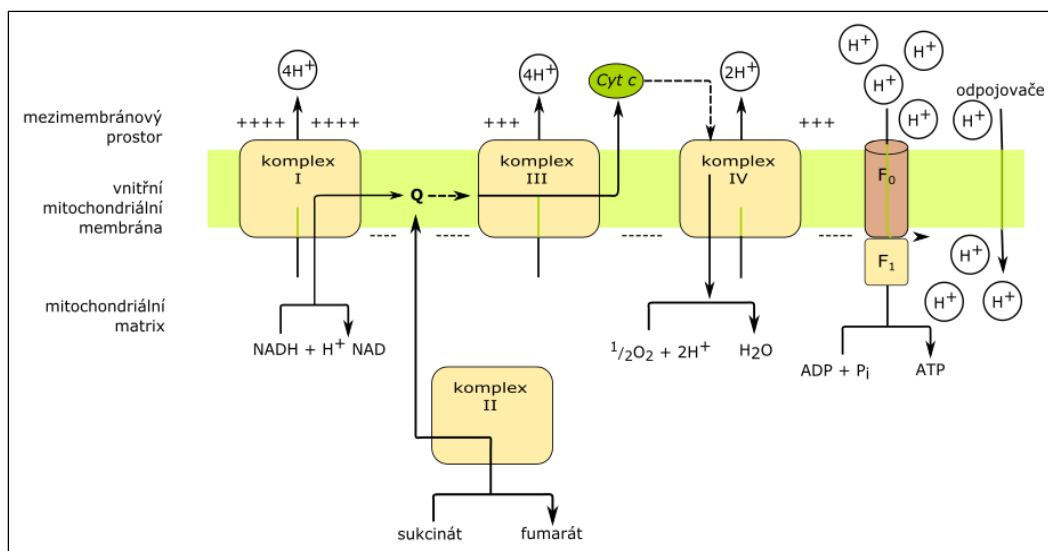 4H+
4H+
Cyt c
2H+
H+
H+
H+
H+
odpojovače
H+
mezimembránový
prostor
++++ ++++
+++
+++
komplex
I
komplex
III
komplex
IV
F0
vnitřní
mitochondriální
membrána
Q
----- ------
------
-----
F1
H+
H+
H+
mitochondriální
matrix
NADH + H+ NAD
1/2O2 + 2H+
H2O
ADP + Pi
ATP
komplex
II
sukcinát
fumarát